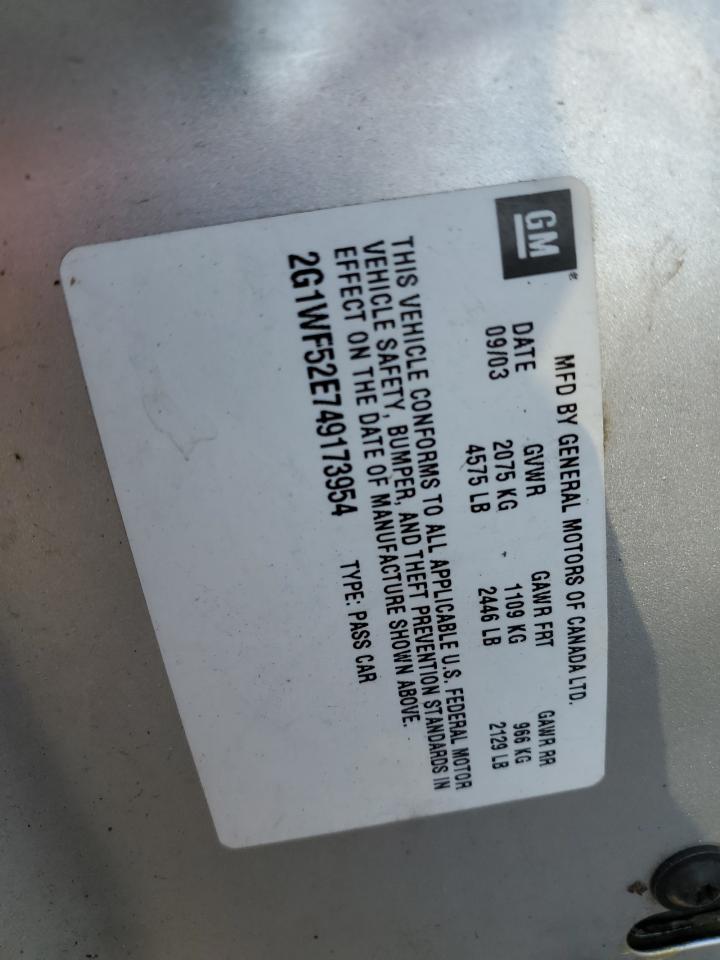 GM®
MFD BY GENERAL MOTORS OF CANADA LTD.
DATE GVWR GAWR FRT GAWR RR
09/03 2075 KG 1109 KG 966 KG
4575 LB 2446 LB 2129 LB
THIS VEHICLE CONFORMS TO ALL APPLICABLE U.S. FEDERAL MOTOR
VEHICLE SAFETY, BUMPER, AND THEFT PREVENTION STANDARDS IN
EFFECT ON THE DATE OF MANUFACTURE SHOWN ABOVE.
2G1WF52E749173954 TYPE: PASS CAR